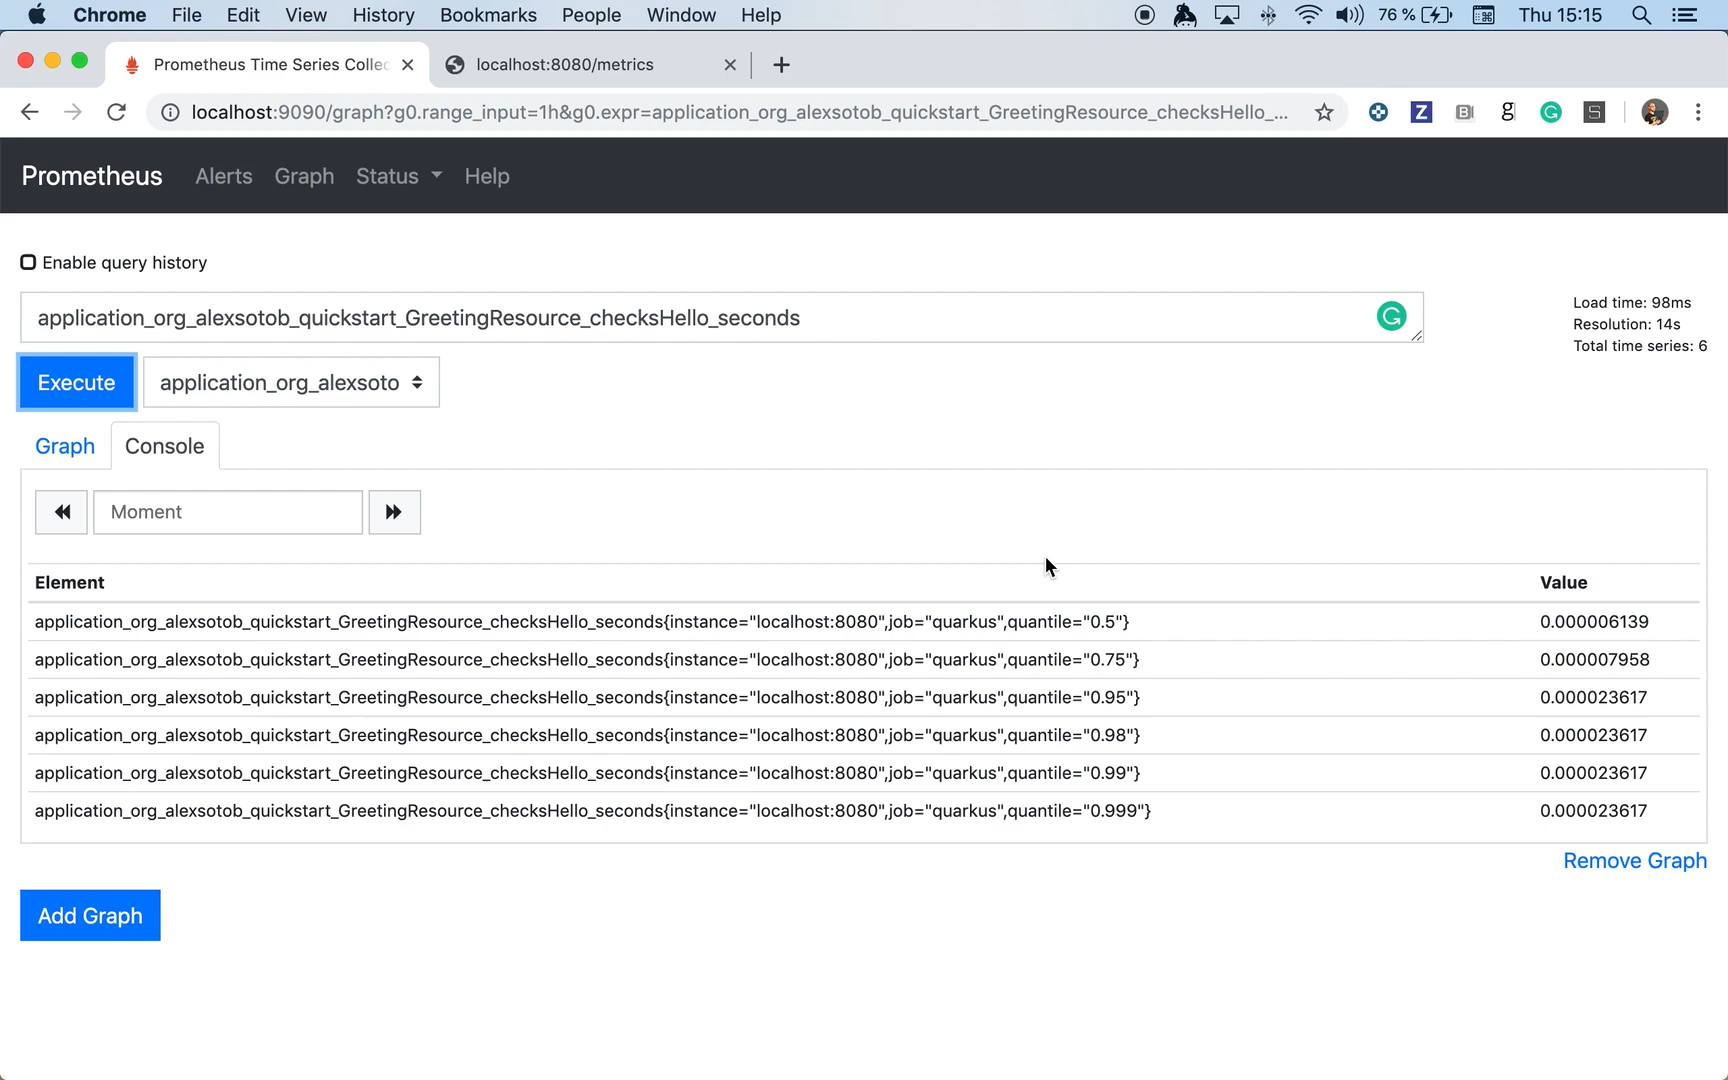 Chrome File Edit View History Bookmarks People Window Help 76 % Thu 15:15
Prometheus Time Series Collec localhost:8080/metrics
localhost:9090/graph?g0.range_input=1h&g0.expr=application_org_alexsotob_quickstart_GreetingResource_checksHello_...
Prometheus Alerts Graph Status Help
Enable query history
application_org_alexsotob_quickstart_GreetingResource_checksHello_seconds
Load time: 98ms
Resolution: 14s
Total time series: 6
Execute application_org_alexsoto
Graph Console
Moment
Element Value
application_org_alexsotob_quickstart_GreetingResource_checksHello_seconds{instance="localhost:8080",job="quarkus",quantile="0.5"} 0.000006139
application_org_alexsotob_quickstart_GreetingResource_checksHello_seconds{instance="localhost:8080",job="quarkus",quantile="0.75"} 0.000007958
application_org_alexsotob_quickstart_GreetingResource_checksHello_seconds{instance="localhost:8080",job="quarkus",quantile="0.95"} 0.000023617
application_org_alexsotob_quickstart_GreetingResource_checksHello_seconds{instance="localhost:8080",job="quarkus",quantile="0.98"} 0.000023617
application_org_alexsotob_quickstart_GreetingResource_checksHello_seconds{instance="localhost:8080",job="quarkus",quantile="0.99"} 0.000023617
application_org_alexsotob_quickstart_GreetingResource_checksHello_seconds{instance="localhost:8080",job="quarkus",quantile="0.999"} 0.000023617
Remove Graph
Add Graph